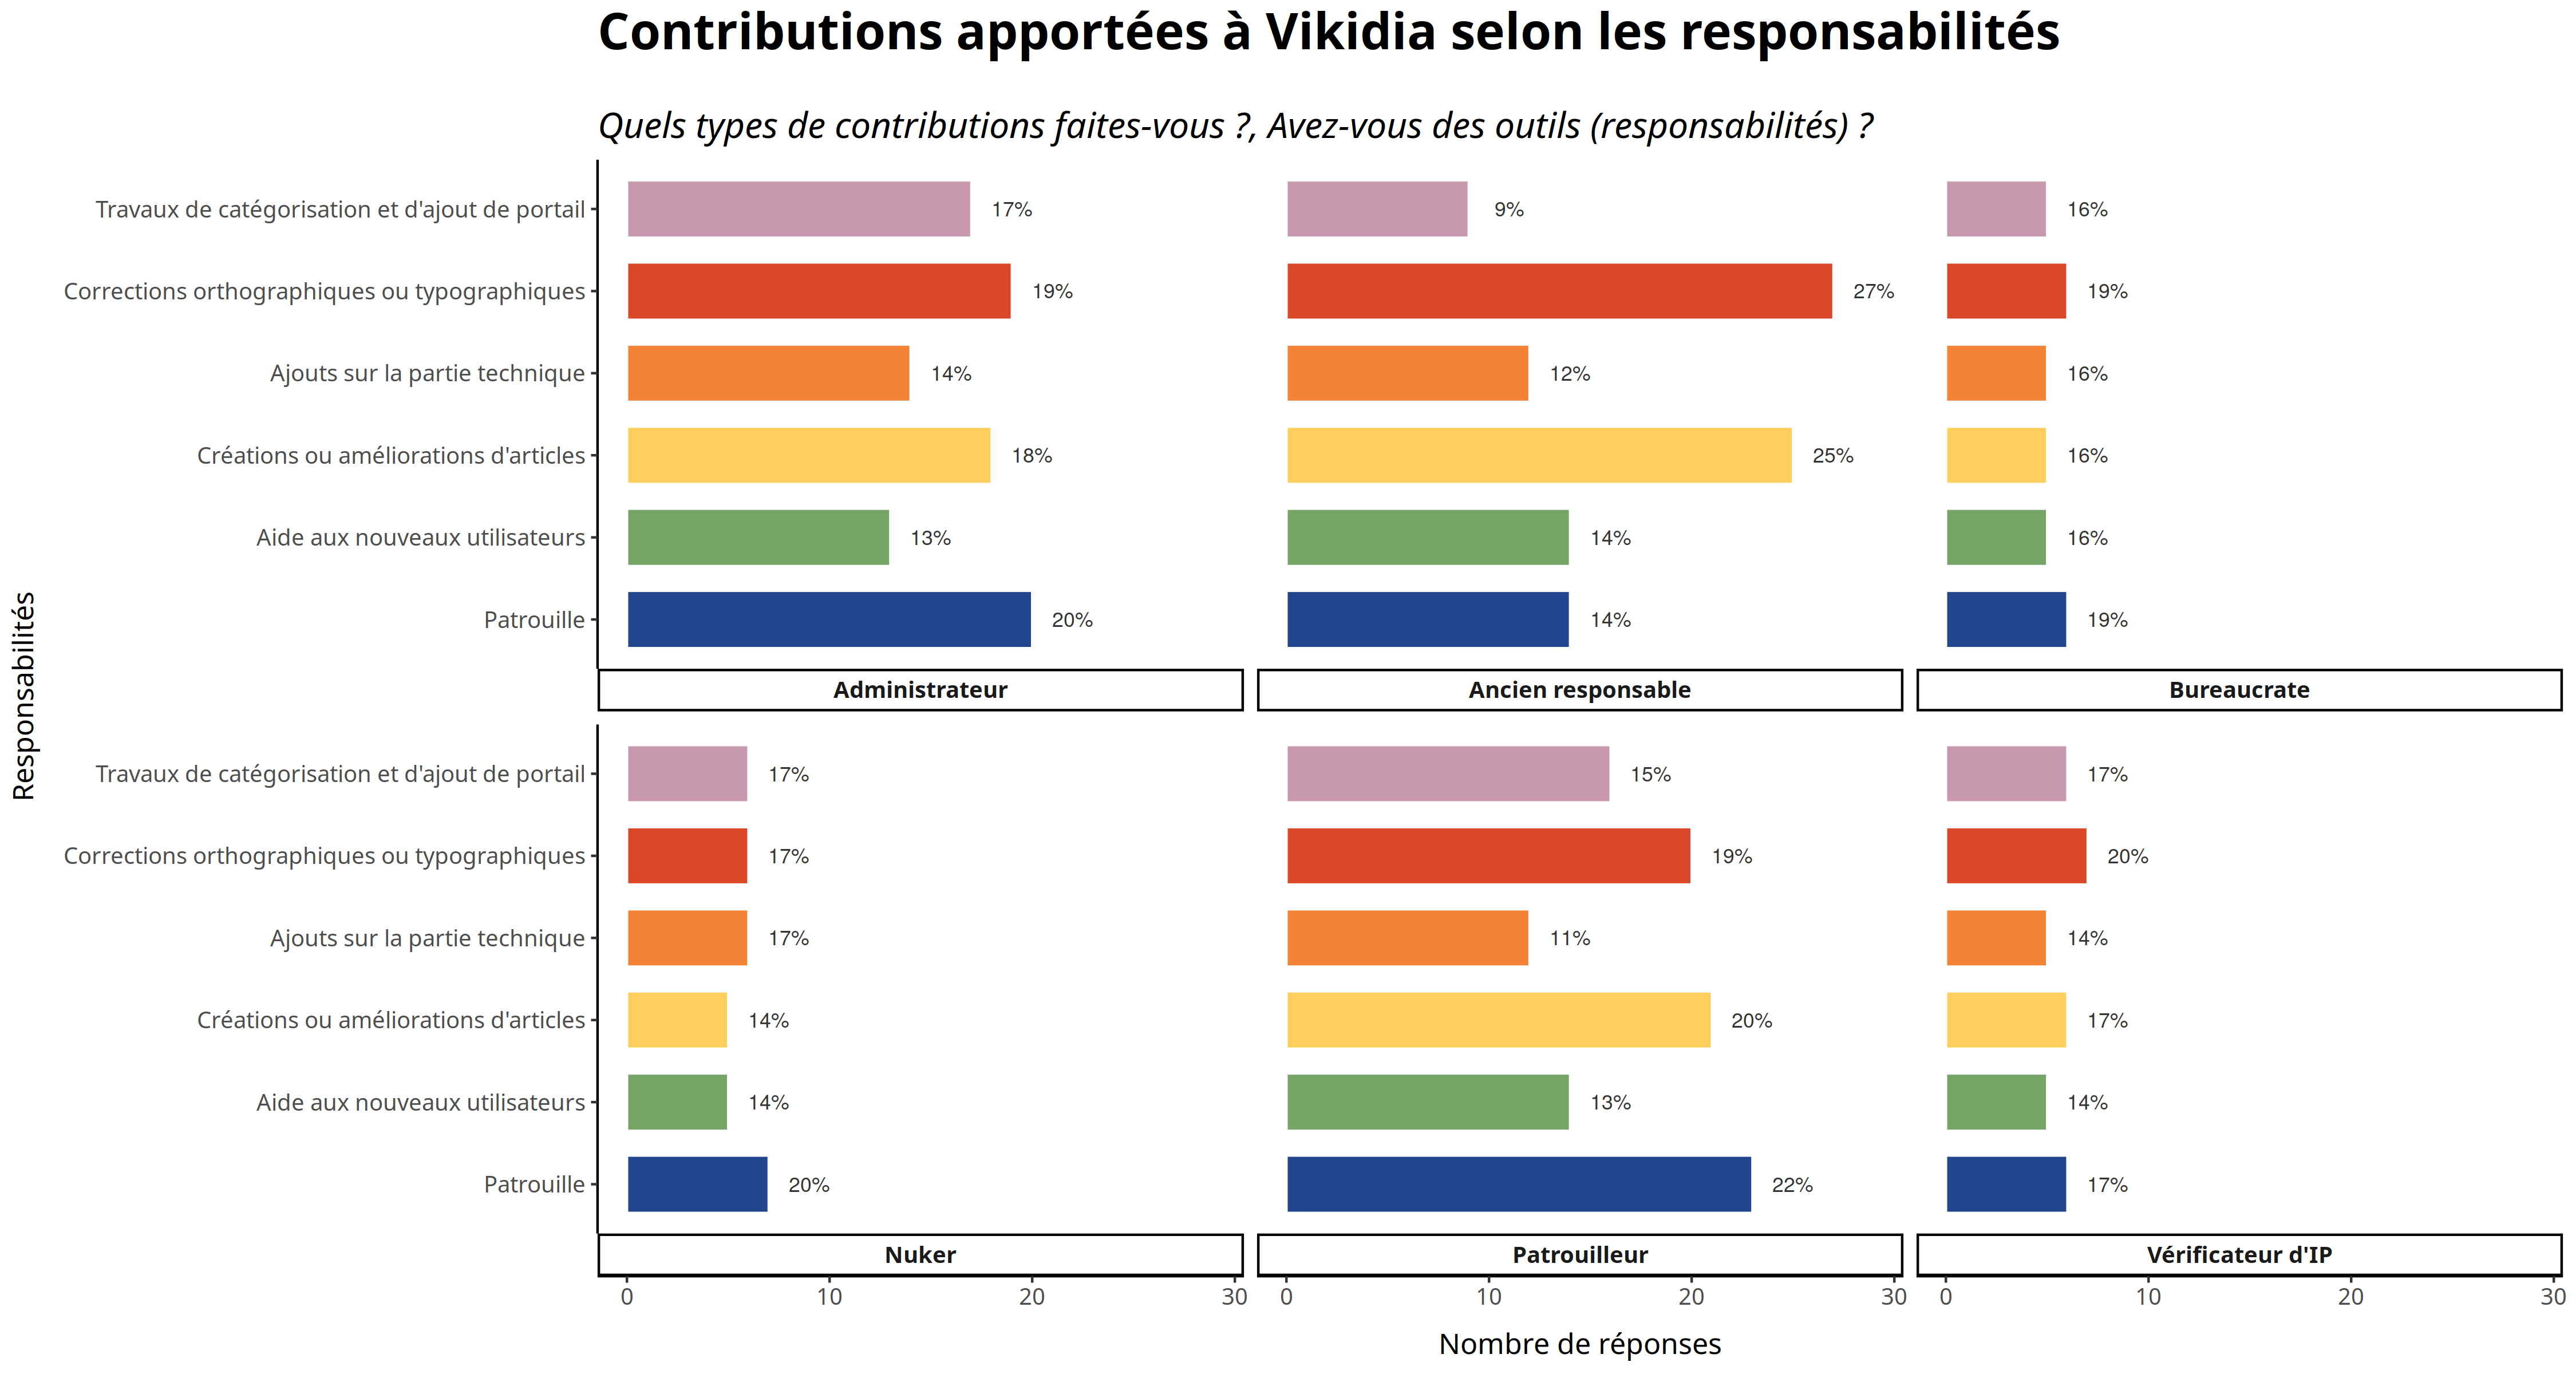 Contributions apportées à Vikidia selon les responsabilités
Quels types de contributions faites-vous ?, Avez-vous des outils (responsabilités) ?
Responsabilités
Travaux de catégorisation et d'ajout de portail 17% 9% 16%
Corrections orthographiques ou typographiques 19% 27% 19%
Ajouts sur la partie technique 14% 12% 16%
Créations ou améliorations d'articles 18% 25% 16%
Aide aux nouveaux utilisateurs 13% 14% 16%
Patrouille 20% 14% 19%
Administrateur Ancien responsable Bureaucrate
Travaux de catégorisation et d'ajout de portail 17% 15% 17%
Corrections orthographiques ou typographiques 17% 19% 20%
Ajouts sur la partie technique 17% 11% 14%
Créations ou améliorations d'articles 14% 20% 17%
Aide aux nouveaux utilisateurs 14% 13% 14%
Patrouille 20% 22% 17%
Nuker Patrouilleur Vérificateur d'IP
0 10 20 30 0 10 20 30 0 10 20 30
Nombre de réponses